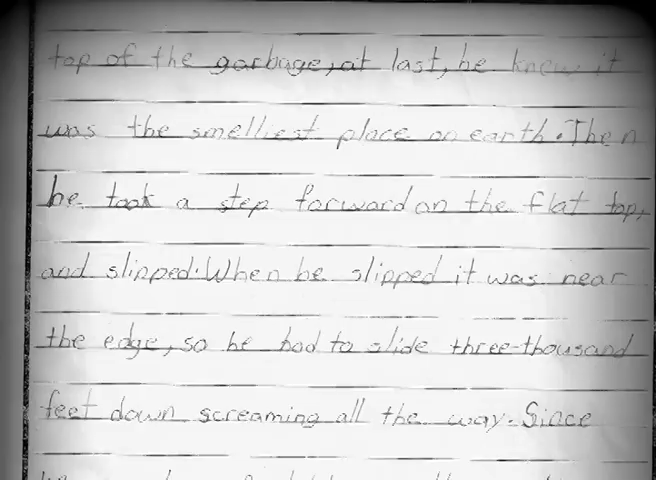 top of the garbage, at last, he knew it
was the smelliest place on earth. Then
he took a step forward on the flat top,
and slipped. When he slipped it was near
the edge, so he had to slide three-thousand
feet down screaming all the way. Since